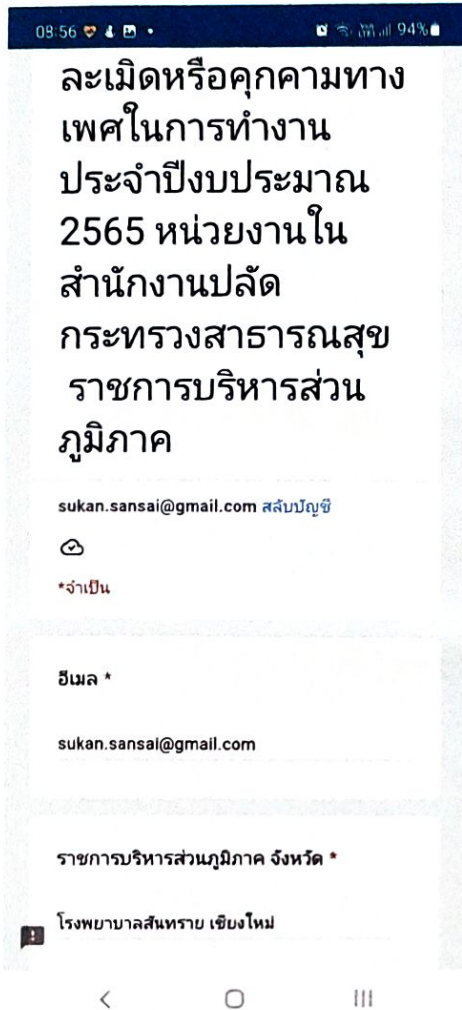 08:56 94%
ละเมิดหรือคุกคามทาง
เพศในการทำงาน
ประจำปีงบประมาณ
2565 หน่วยงานใน
สำนักงานปลัด
กระทรวงสาธารณสุข
ราชการบริหารส่วน
ภูมิภาค
sukan.sansai@gmail.com สลับบัญชี
*จำเป็น
อีเมล *
sukan.sansai@gmail.com
ราชการบริหารส่วนภูมิภาค จังหวัด *
โรงพยาบาลสันทราย เชียงใหม่